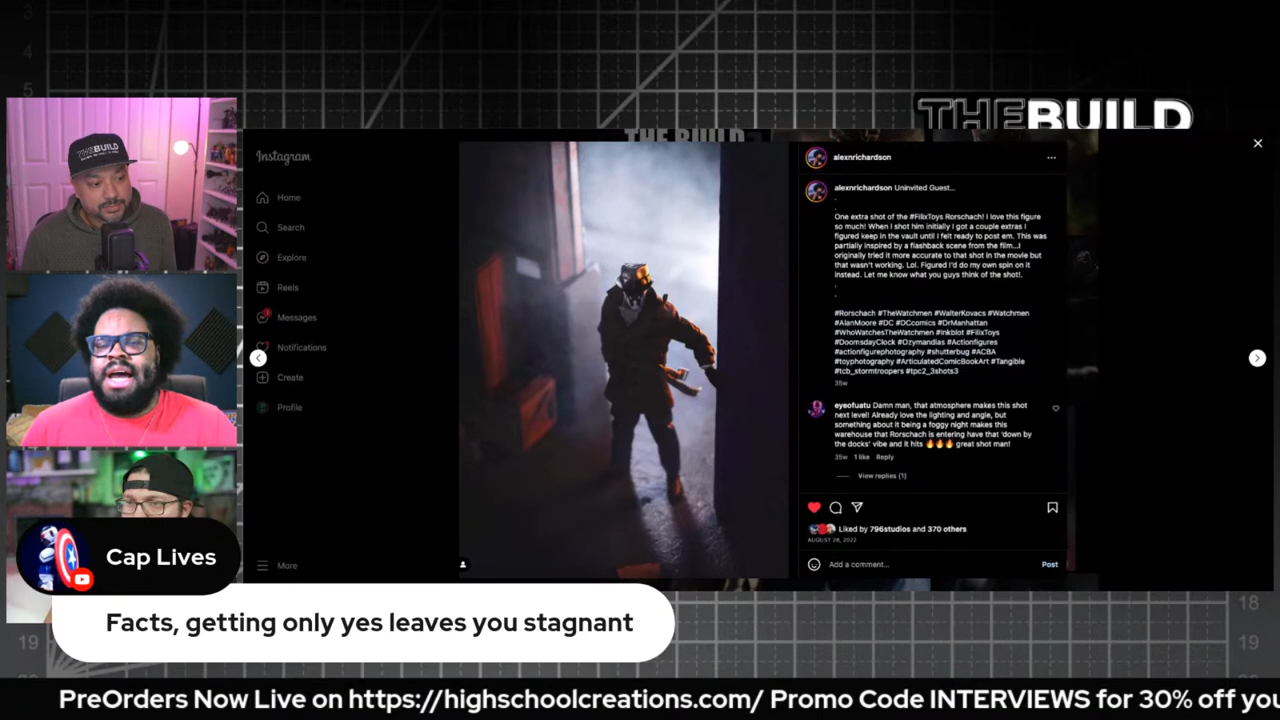 3
4
5
THE BUILD
THEBUILD
THE BUILD
Instagram
Home
Search
Explore
Reels
Messages
Notifications
Create
Profile
More
alexnrichardson
alexnrichardson Uninvited Guest...
.
.
One extra shot of the #FilixToys Rorschach! I love this figure
so much! When I shot him initially I got a couple extras I
figured keep in the vault until I felt ready to post em. This was
partially inspired by a flashback scene from the film...I
originally tried it more accurate to that shot in the movie but
that wasn't working. Lol. Figured I'd do my own spin on it
instead. Let me know what you guys think of the shot!.
.
.
#Rorschach #TheWatchmen #WalterKovacs #Watchmen
#AlanMoore #DC #DCcomics #DrManhattan
#WhoWatchesTheWatchmen #Inkblot #FilixToys
#DoomsdayClock #Ozymandias #Actionfigures
#actionfigurephotography #shutterbug #ACBA
#toyphotography #ArticulatedComicBookArt #Tangible
#tcb_stormtroopers #tpc2_3shots3
35w
eyeofuatu Damn man, that atmosphere makes this shot
next level! Already love the lighting and angle, but
something about it being a foggy night makes this
warehouse that Rorschach is entering have that 'down by
the docks' vibe and it hits 🔥🔥🔥 great shot man!
35w 1 like Reply
View replies (1)
Liked by 796studios and 370 others
AUGUST 28, 2022
Add a comment... Post
Cap Lives
Facts, getting only yes leaves you stagnant
18
19
19
PreOrders Now Live on https://highschoolcreations.com/ Promo Code INTERVIEWS for 30% off you